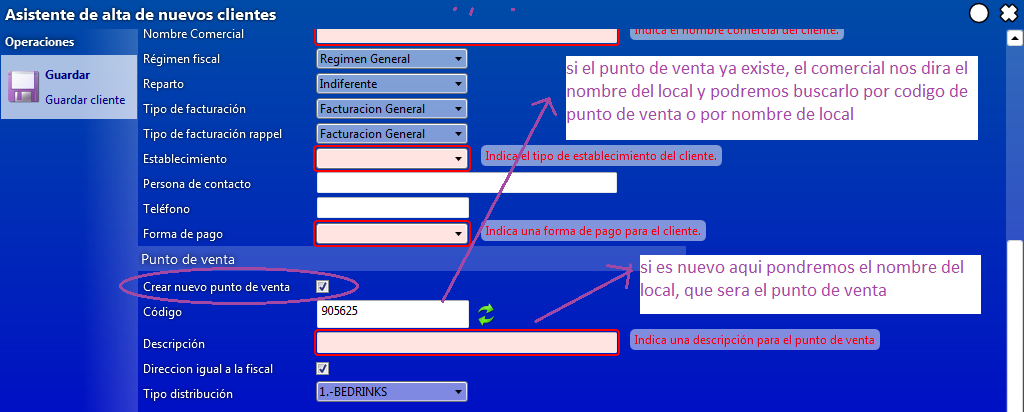 Asistente de alta de nuevos clientes
Operaciones
Guardar
Guardar cliente
Nombre Comercial
Indica el nombre comercial del cliente.
Régimen fiscal
Regimen General
Reparto
Indiferente
Tipo de facturación
Facturacion General
Tipo de facturación rappel
Facturacion General
Establecimiento
Indica el tipo de establecimiento del cliente.
Persona de contacto
Teléfono
Forma de pago
Indica una forma de pago para el cliente.
Punto de venta
Crear nuevo punto de venta
Código
905625
Descripción
Indica una descripción para el punto de venta
Direccion igual a la fiscal
Tipo distribución
1.-BEDRINKS
si el punto de venta ya existe, el comercial nos dira el
nombre del local y podremos buscarlo por codigo de
punto de venta o por nombre de local
si es nuevo aqui pondremos el nombre del
local, que sera el punto de venta